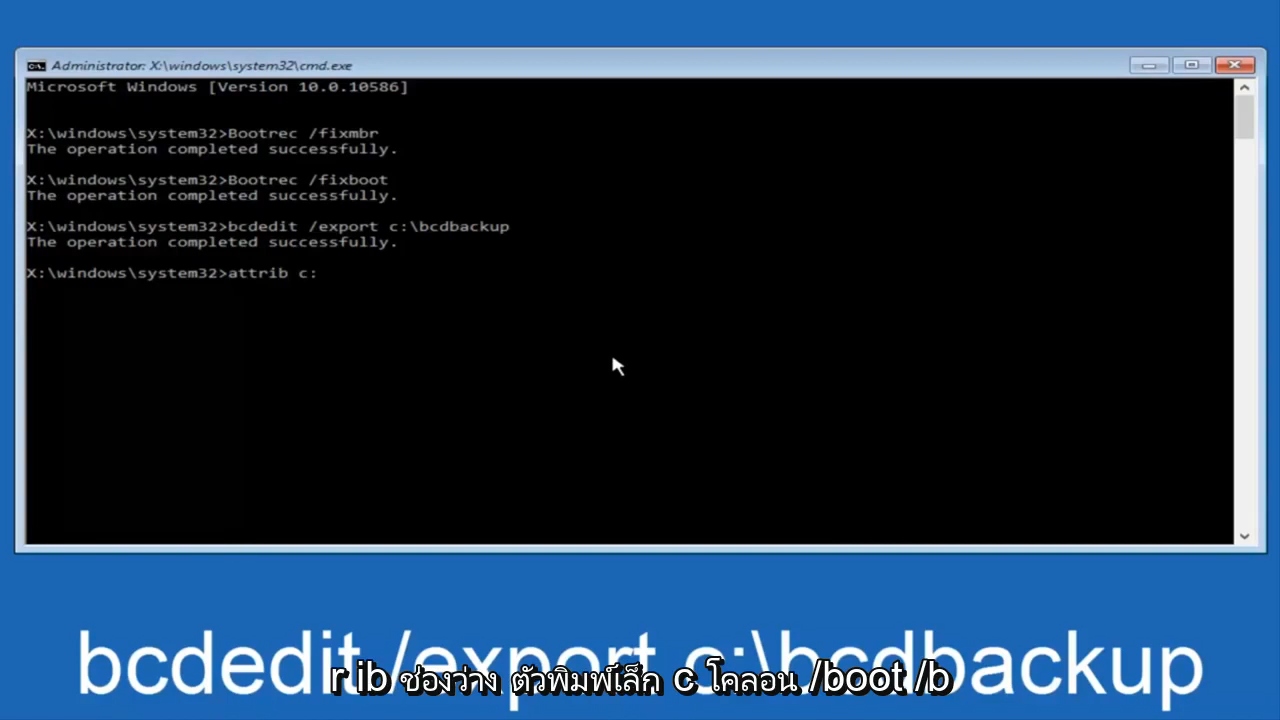 Administrator: X:\windows\system32\cmd.exe
Microsoft Windows [Version 10.0.10586]
X:\windows\system32>Bootrec /fixmbr
The operation completed successfully.
X:\windows\system32>Bootrec /fixboot
The operation completed successfully.
X:\windows\system32>bcdedit /export c:\bcdbackup
The operation completed successfully.
X:\windows\system32>attrib c:
bcdedit /export c:\bcdbackup
r ib ช่องว่าง ตัวพิมพ์เล็ก c โคลอน /boot /b